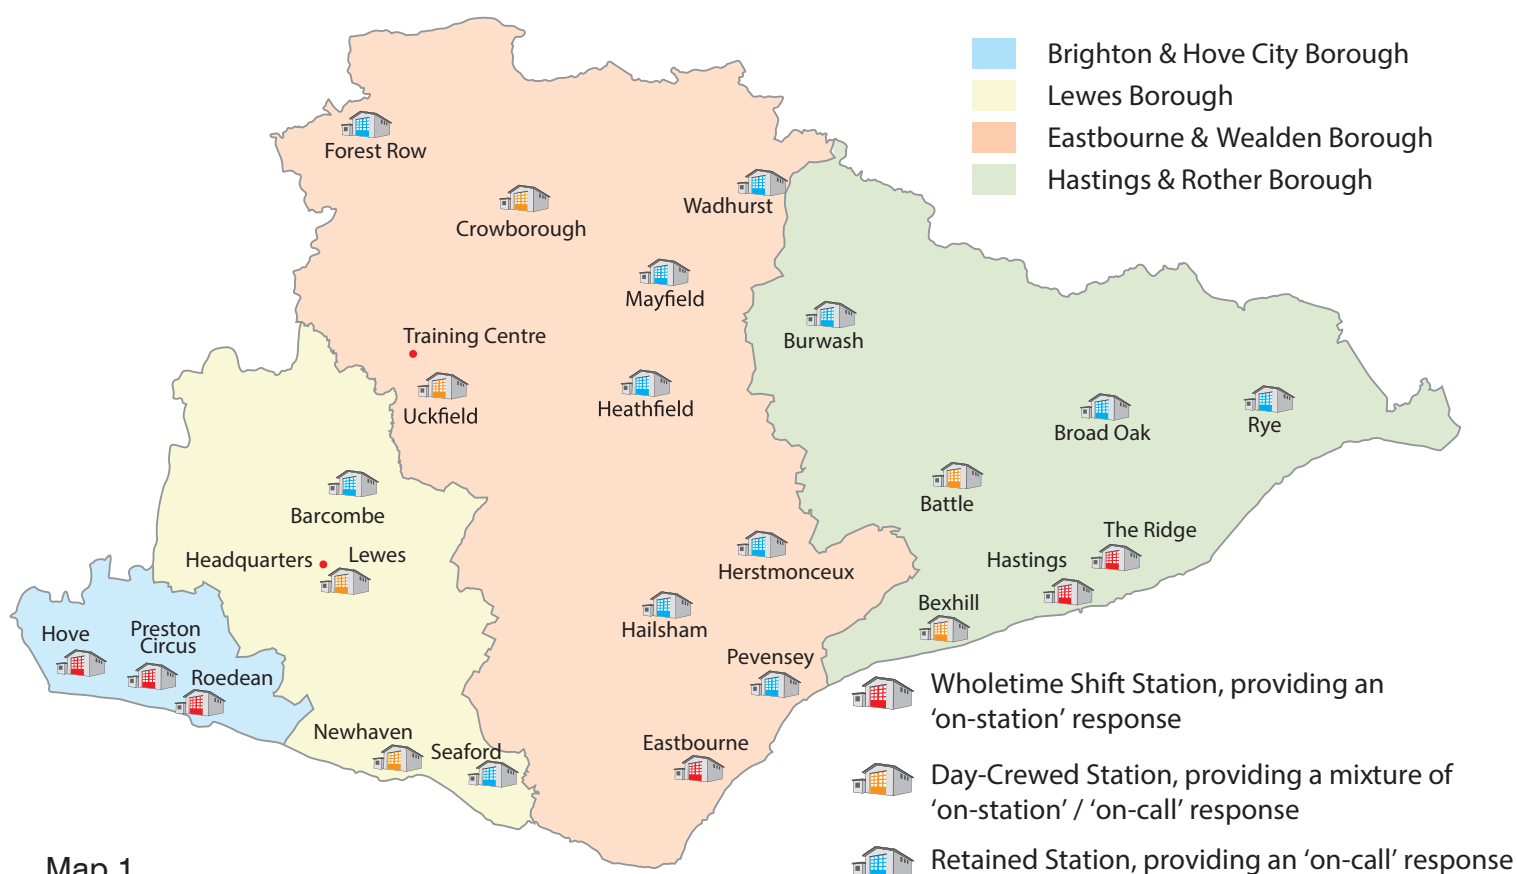 Brighton & Hove City Borough
Lewes Borough
Eastbourne & Wealden Borough
Hastings & Rother Borough
Forest Row
Wadhurst
Crowborough
Mayfield
Training Centre
Burwash
Uckfield
Heathfield
Broad Oak
Rye
Battle
Barcombe
The Ridge
Headquarters
Lewes
Hastings
Herstmonceux
Bexhill
Hailsham
Hove
Preston
Circus
Roedean
Pevensey
Newhaven
Seaford
Eastbourne
Wholetime Shift Station, providing an
‘on-station’ response
Day-Crewed Station, providing a mixture of
‘on-station’ / ‘on-call’ response
Retained Station, providing an ‘on-call’ response
Map 1